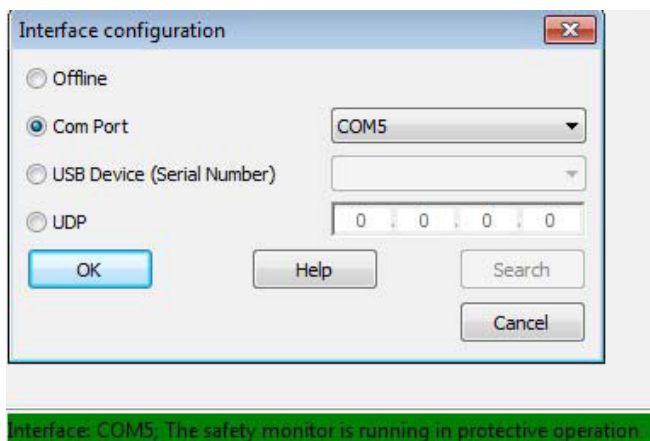 Interface configuration
Offline
Com Port COM5
USB Device (Serial Number)
UDP 0 . 0 . 0 . 0
OK Help Search
Cancel
Interface: COM5; The safety monitor is running in protective operation